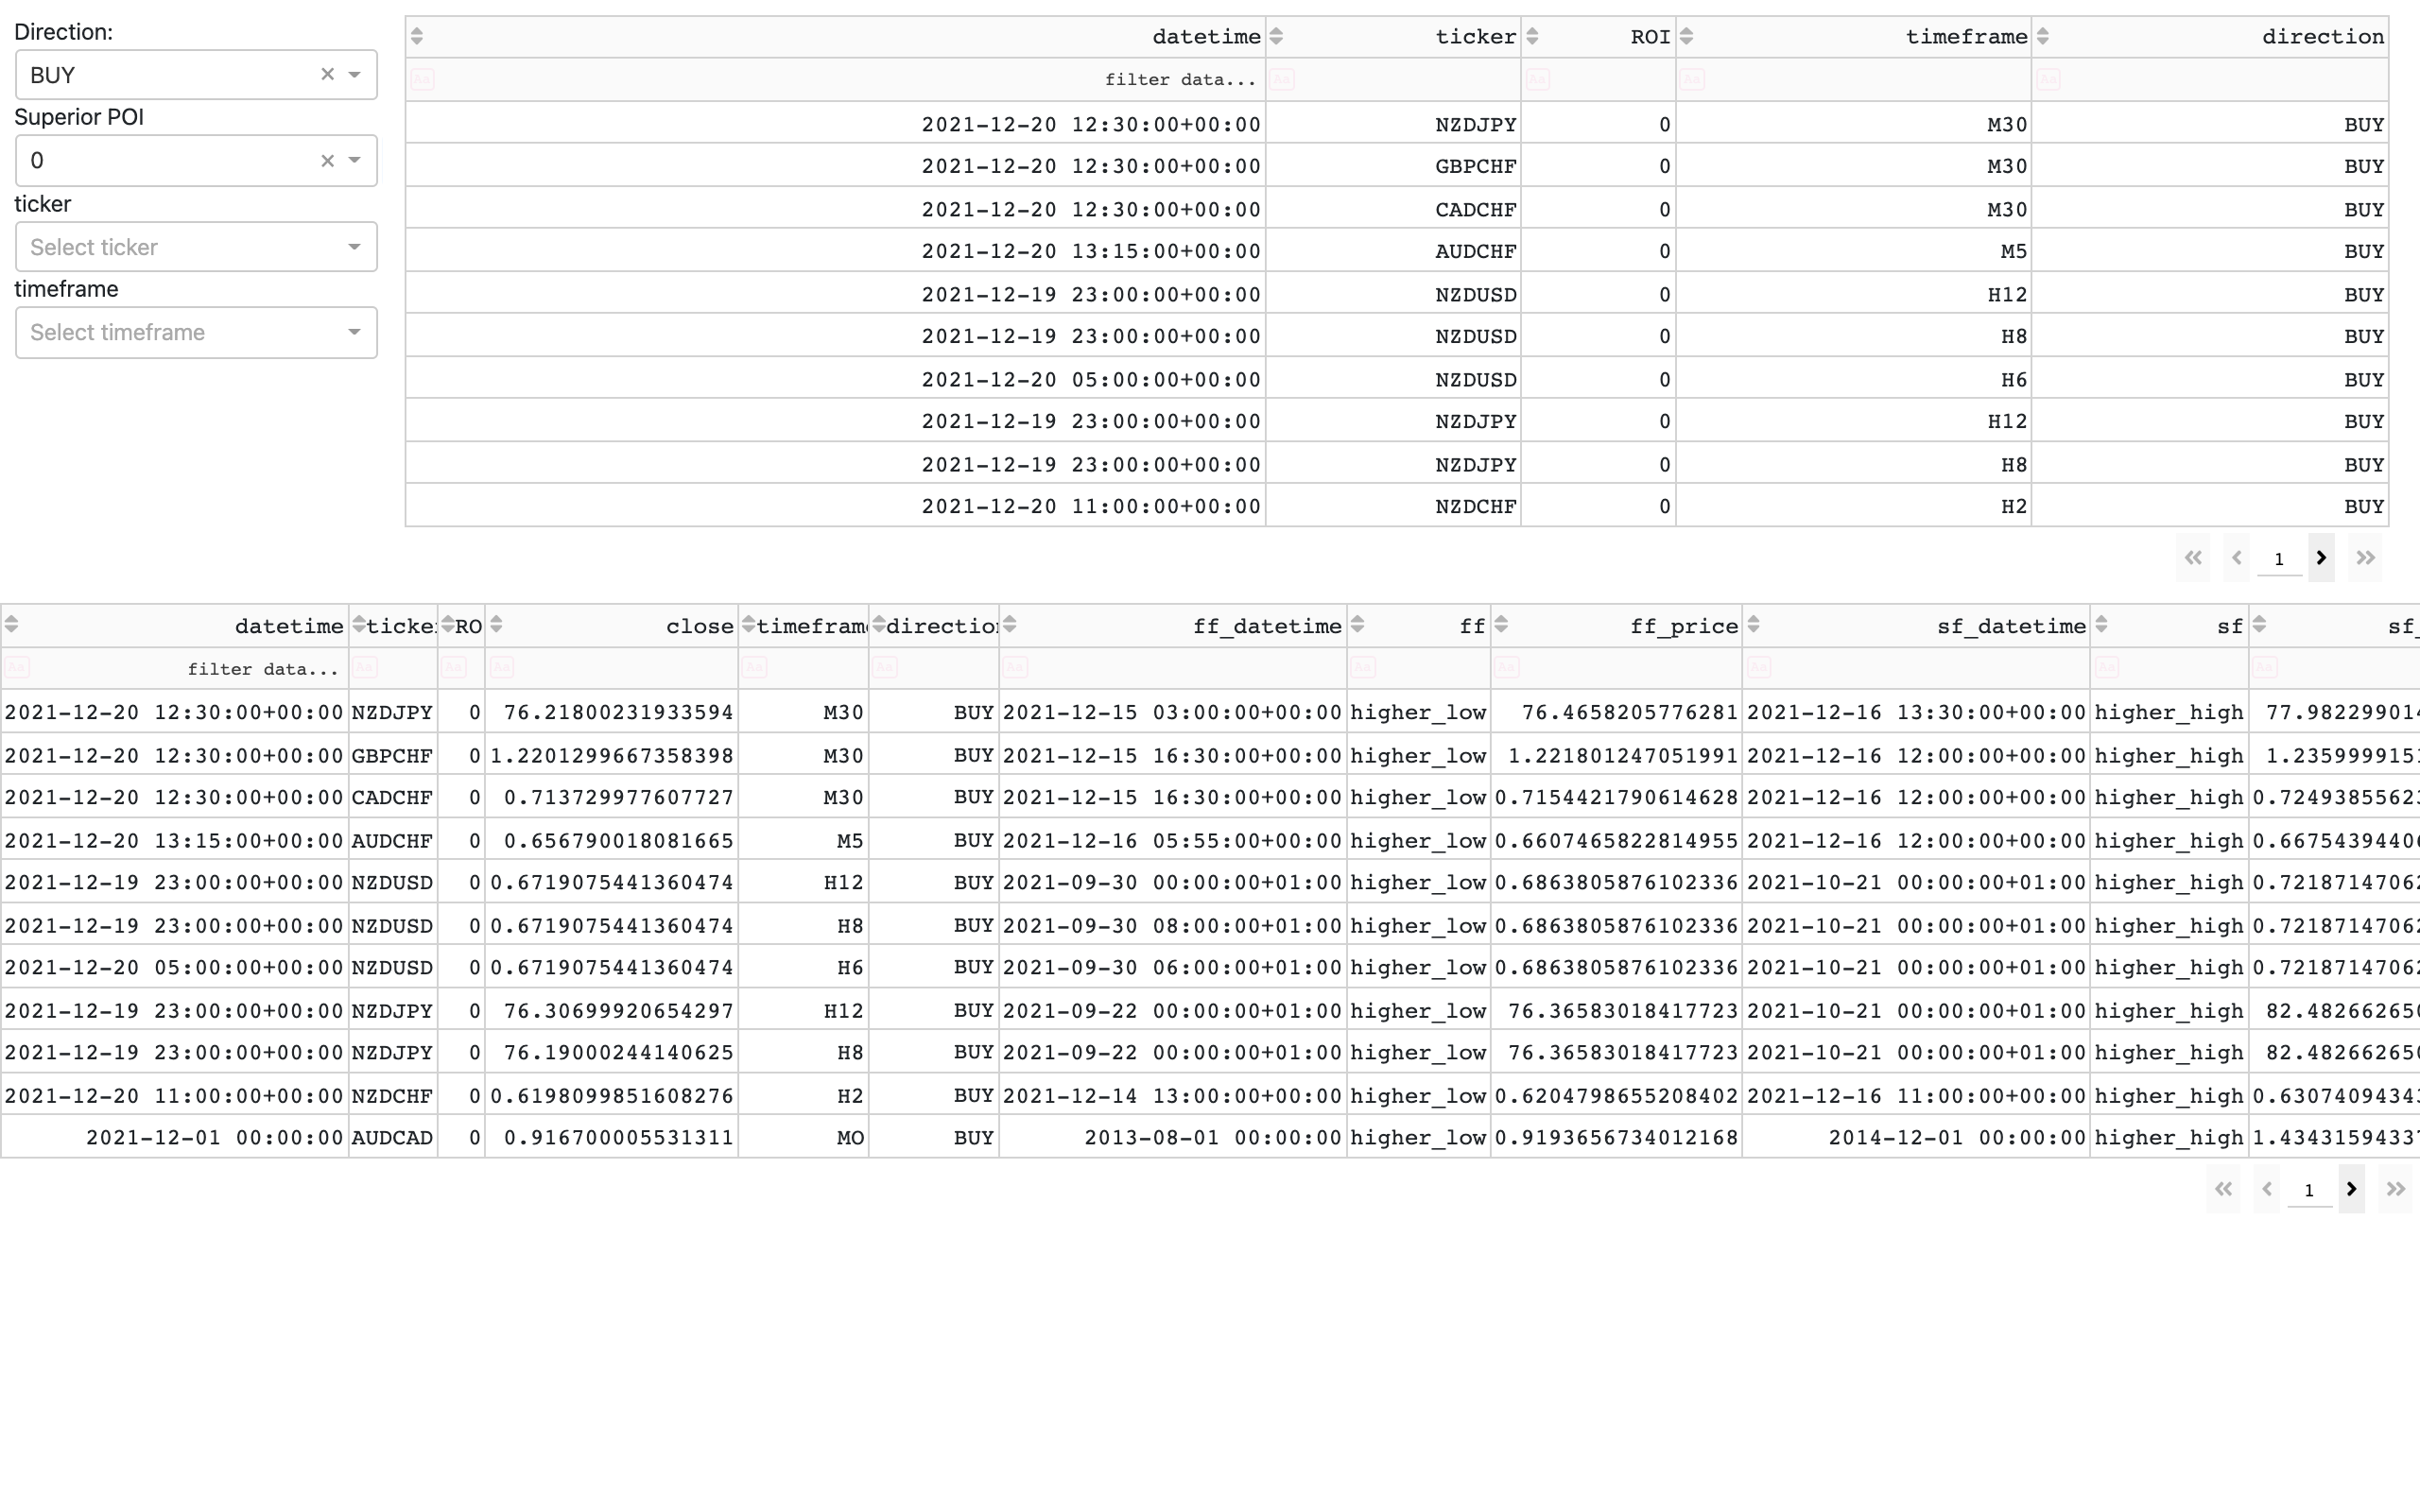 Direction:
BUY
Superior POI
0
ticker
Select ticker
timeframe
Select timeframe
datetime ticker ROI timeframe direction
Aa filter data... Aa Aa Aa Aa
2021-12-20 12:30:00+00:00 NZDJPY 0 M30 BUY
2021-12-20 12:30:00+00:00 GBPCHF 0 M30 BUY
2021-12-20 12:30:00+00:00 CADCHF 0 M30 BUY
2021-12-20 13:15:00+00:00 AUDCHF 0 M5 BUY
2021-12-19 23:00:00+00:00 NZDUSD 0 H12 BUY
2021-12-19 23:00:00+00:00 NZDUSD 0 H8 BUY
2021-12-20 05:00:00+00:00 NZDUSD 0 H6 BUY
2021-12-19 23:00:00+00:00 NZDJPY 0 H12 BUY
2021-12-19 23:00:00+00:00 NZDJPY 0 H8 BUY
2021-12-20 11:00:00+00:00 NZDCHF 0 H2 BUY
1
datetime ticke RO close timefram directio ff_datetime ff ff_price sf_datetime sf sf_
Aa filter data... Aa Aa Aa Aa Aa Aa Aa Aa Aa Aa Aa
2021-12-20 12:30:00+00:00 NZDJPY 0 76.21800231933594 M30 BUY 2021-12-15 03:00:00+00:00 higher_low 76.4658205776281 2021-12-16 13:30:00+00:00 higher_high 77.982299014
2021-12-20 12:30:00+00:00 GBPCHF 0 1.2201299667358398 M30 BUY 2021-12-15 16:30:00+00:00 higher_low 1.221801247051991 2021-12-16 12:00:00+00:00 higher_high 1.235999915
2021-12-20 12:30:00+00:00 CADCHF 0 0.713729977607727 M30 BUY 2021-12-15 16:30:00+00:00 higher_low 0.7154421790614628 2021-12-16 12:00:00+00:00 higher_high 0.72493855623
2021-12-20 13:15:00+00:00 AUDCHF 0 0.656790018081665 M5 BUY 2021-12-16 05:55:00+00:00 higher_low 0.6607465822814955 2021-12-16 12:00:00+00:00 higher_high 0.6675439440
2021-12-19 23:00:00+00:00 NZDUSD 0 0.6719075441360474 H12 BUY 2021-09-30 00:00:00+01:00 higher_low 0.6863805876102336 2021-10-21 00:00:00+01:00 higher_high 0.72187147062
2021-12-19 23:00:00+00:00 NZDUSD 0 0.6719075441360474 H8 BUY 2021-09-30 08:00:00+01:00 higher_low 0.6863805876102336 2021-10-21 00:00:00+01:00 higher_high 0.72187147062
2021-12-20 05:00:00+00:00 NZDUSD 0 0.6719075441360474 H6 BUY 2021-09-30 06:00:00+01:00 higher_low 0.6863805876102336 2021-10-21 00:00:00+01:00 higher_high 0.72187147062
2021-12-19 23:00:00+00:00 NZDJPY 0 76.30699920654297 H12 BUY 2021-09-22 00:00:00+01:00 higher_low 76.36583018417723 2021-10-21 00:00:00+01:00 higher_high 82.482662650
2021-12-19 23:00:00+00:00 NZDJPY 0 76.19000244140625 H8 BUY 2021-09-22 00:00:00+01:00 higher_low 76.36583018417723 2021-10-21 00:00:00+01:00 higher_high 82.482662650
2021-12-20 11:00:00+00:00 NZDCHF 0 0.6198099851608276 H2 BUY 2021-12-14 13:00:00+00:00 higher_low 0.6204798655208402 2021-12-16 11:00:00+00:00 higher_high 0.63074094343
2021-12-01 00:00:00 AUDCAD 0 0.916700005531311 MO BUY 2013-08-01 00:00:00 higher_low 0.9193656734012168 2014-12-01 00:00:00 higher_high 1.4343159433
1